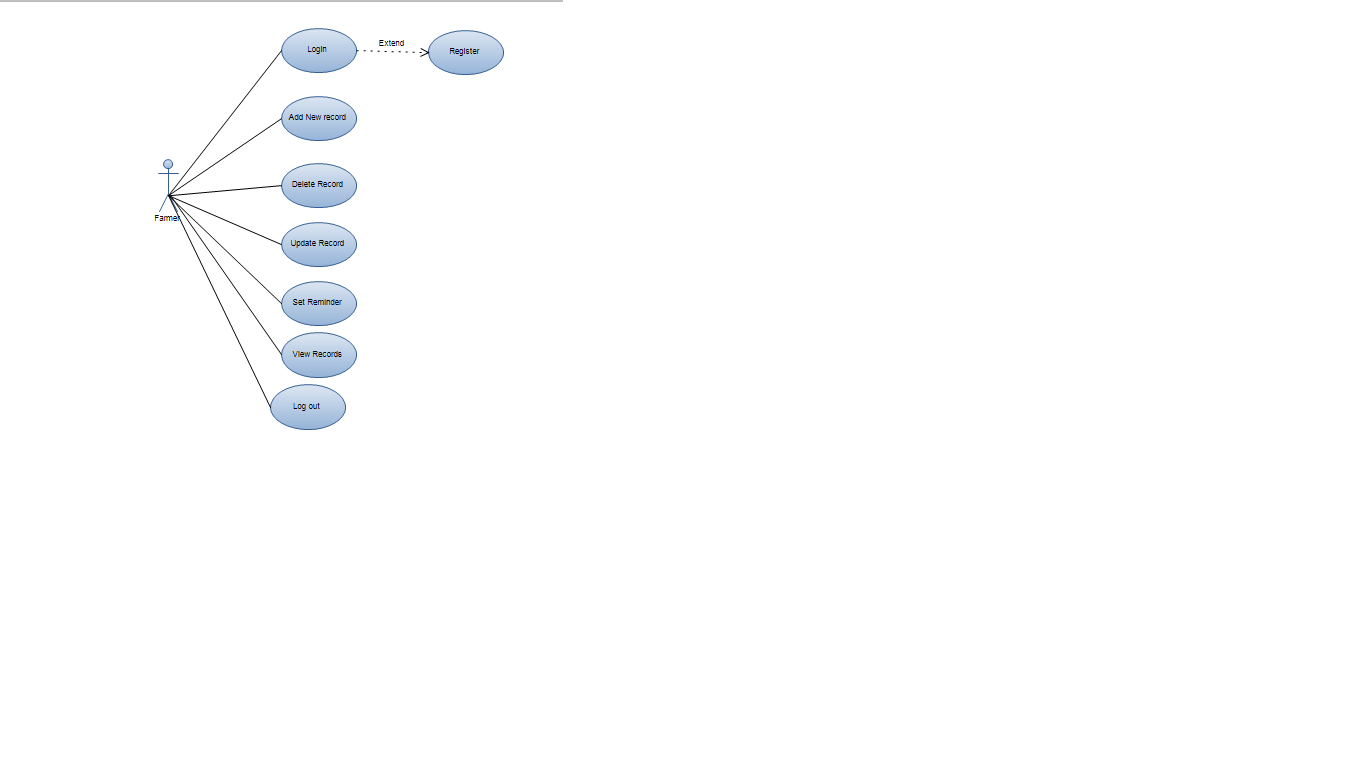 Login
Extend
Register
Add New record
Delete Record
Farmer
Update Record
Set Reminder
View Records
Log out